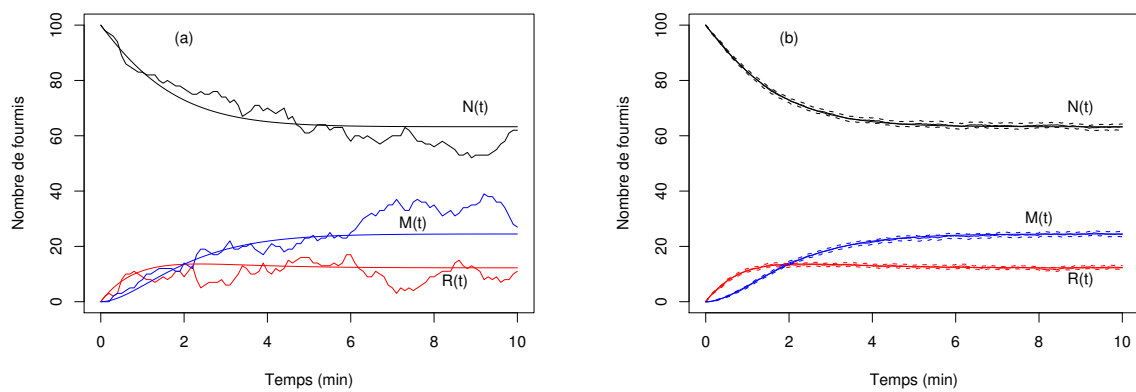 (a)
Nombre de fourmis
100
80
60
40
20
0
N(t)
M(t)
R(t)
0 2 4 6 8 10
Temps (min)
(b)
Nombre de fourmis
100
80
60
40
20
0
N(t)
M(t)
R(t)
0 2 4 6 8 10
Temps (min)